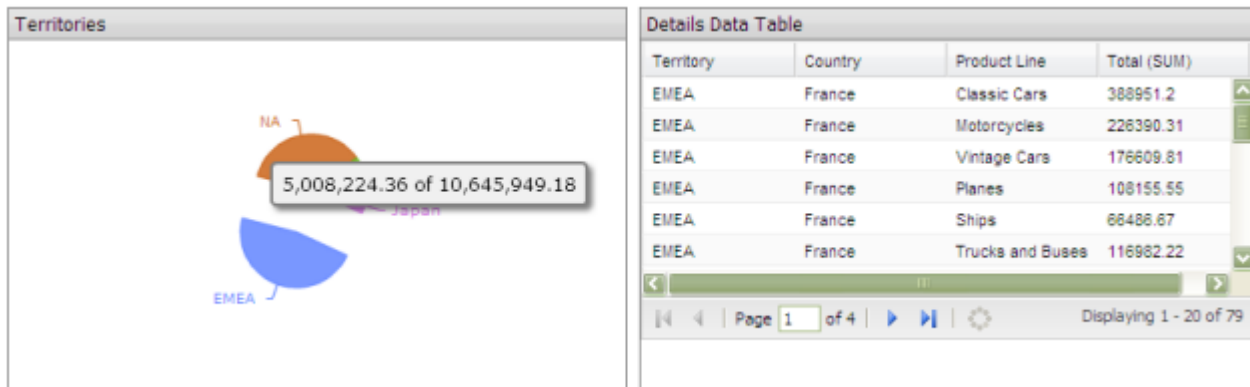 Territories
NA
5,008,224.36 of 10,645,949.18
Japan
EMEA
Details Data Table
Territory Country Product Line Total (SUM)
EMEA France Classic Cars 388951.2
EMEA France Motorcycles 226390.31
EMEA France Vintage Cars 176609.81
EMEA France Planes 108155.55
EMEA France Ships 66486.67
EMEA France Trucks and Buses 116982.22
Page 1 of 4 Displaying 1 - 20 of 79